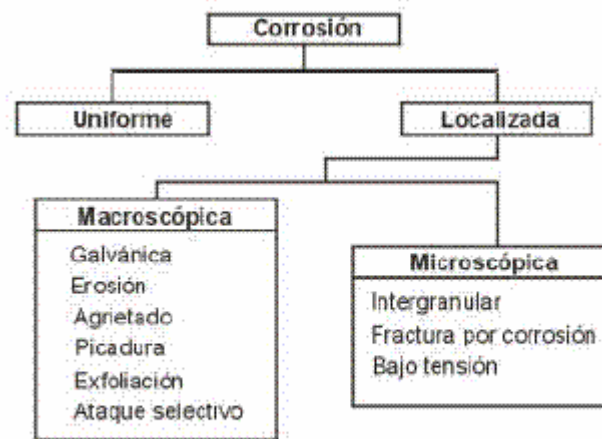 Corrosión
Uniforme
Localizada
Macroscópica
Galvánica
Erosión
Agrietado
Picadura
Exfoliación
Ataque selectivo
Microscópica
Intergranular
Fractura por corrosión
Bajo tensión